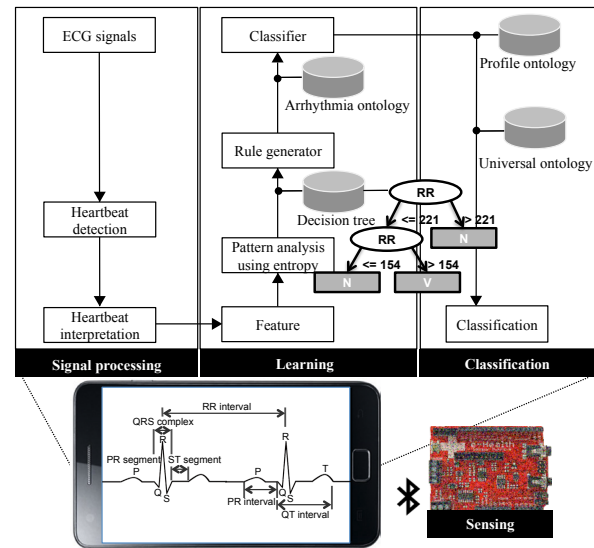 ECG signals
Heartbeat
detection
Heartbeat
interpretation
Signal processing
Classifier
Arrhythmia ontology
Rule generator
Decision tree
Pattern analysis
using entropy
Feature
Learning
RR
<= 221
> 221
RR
N
<= 154
> 154
N
V
Profile ontology
Universal ontology
Classification
Classification
RR interval
QRS complex
R
R
PR segment
ST segment
P
P
T
Q
S
Q
S
PR interval
QT interval
Sensing